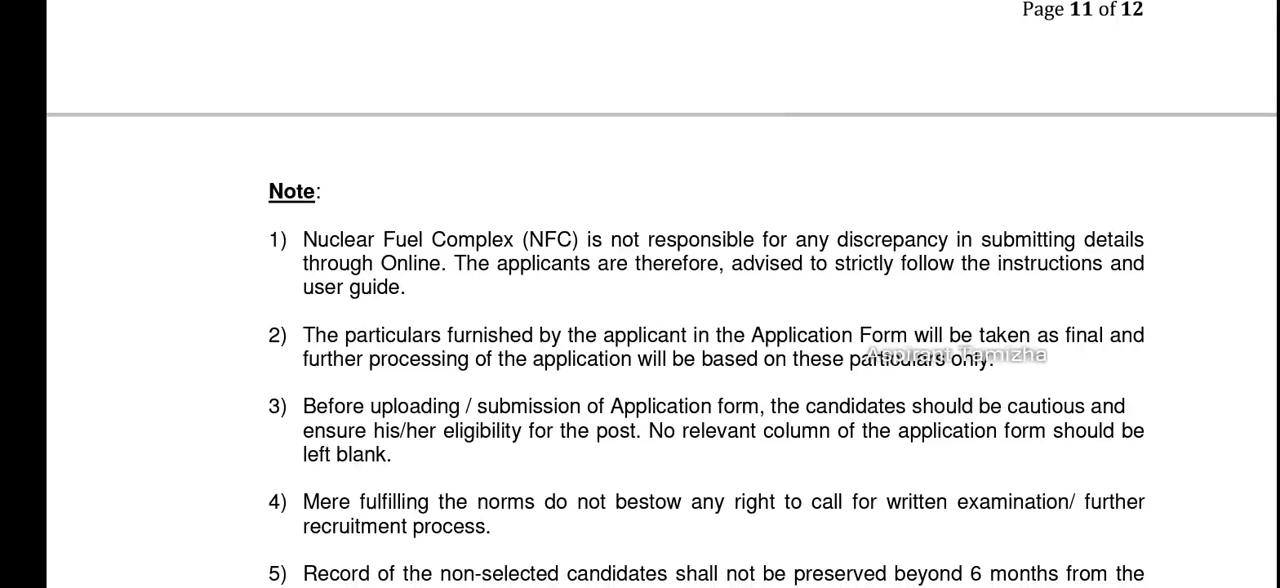 Page 11 of 12
Note:
1) Nuclear Fuel Complex (NFC) is not responsible for any discrepancy in submitting details
through Online. The applicants are therefore, advised to strictly follow the instructions and
user guide.
2) The particulars furnished by the applicant in the Application Form will be taken as final and
further processing of the application will be based on these particulars only.
Aspirant Tamizha
3) Before uploading / submission of Application form, the candidates should be cautious and
ensure his/her eligibility for the post. No relevant column of the application form should be
left blank.
4) Mere fulfilling the norms do not bestow any right to call for written examination/ further
recruitment process.
5) Record of the non-selected candidates shall not be preserved beyond 6 months from the